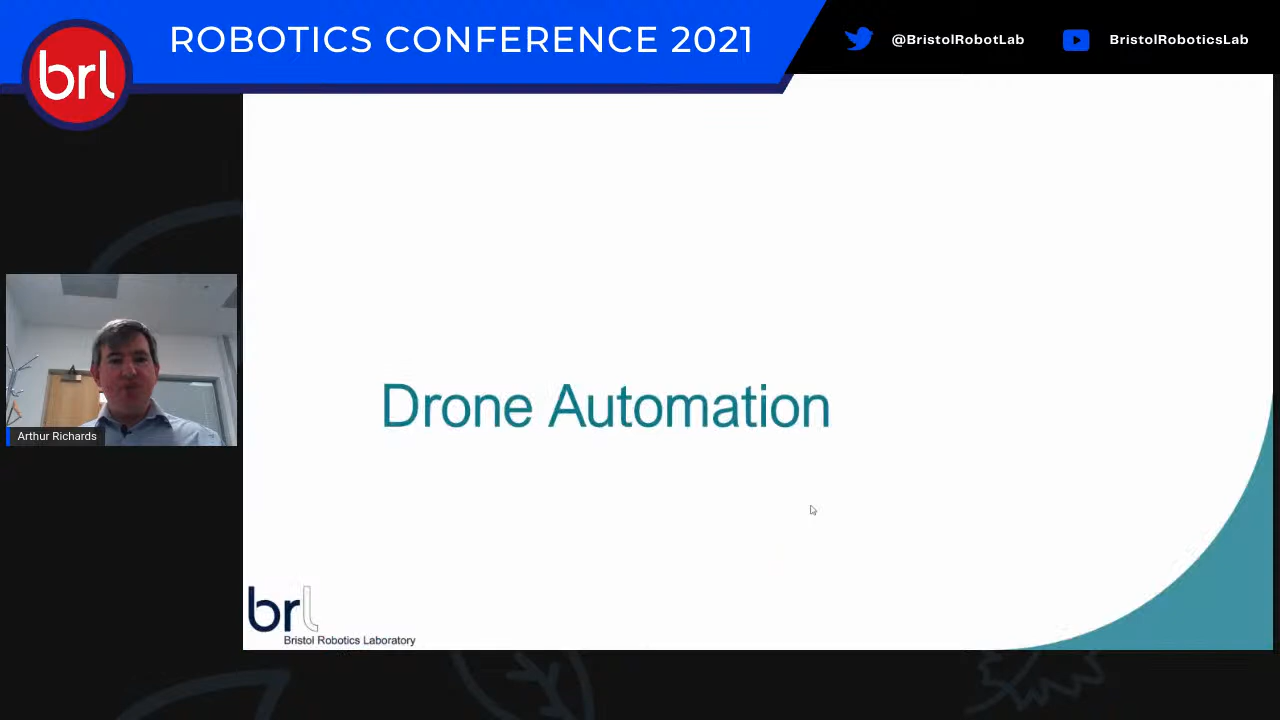 ROBOTICS CONFERENCE 2021
@BristolRobotLab
BristolRoboticsLab
brl
Arthur Richards
Drone Automation
brl
Bristol Robotics Laboratory